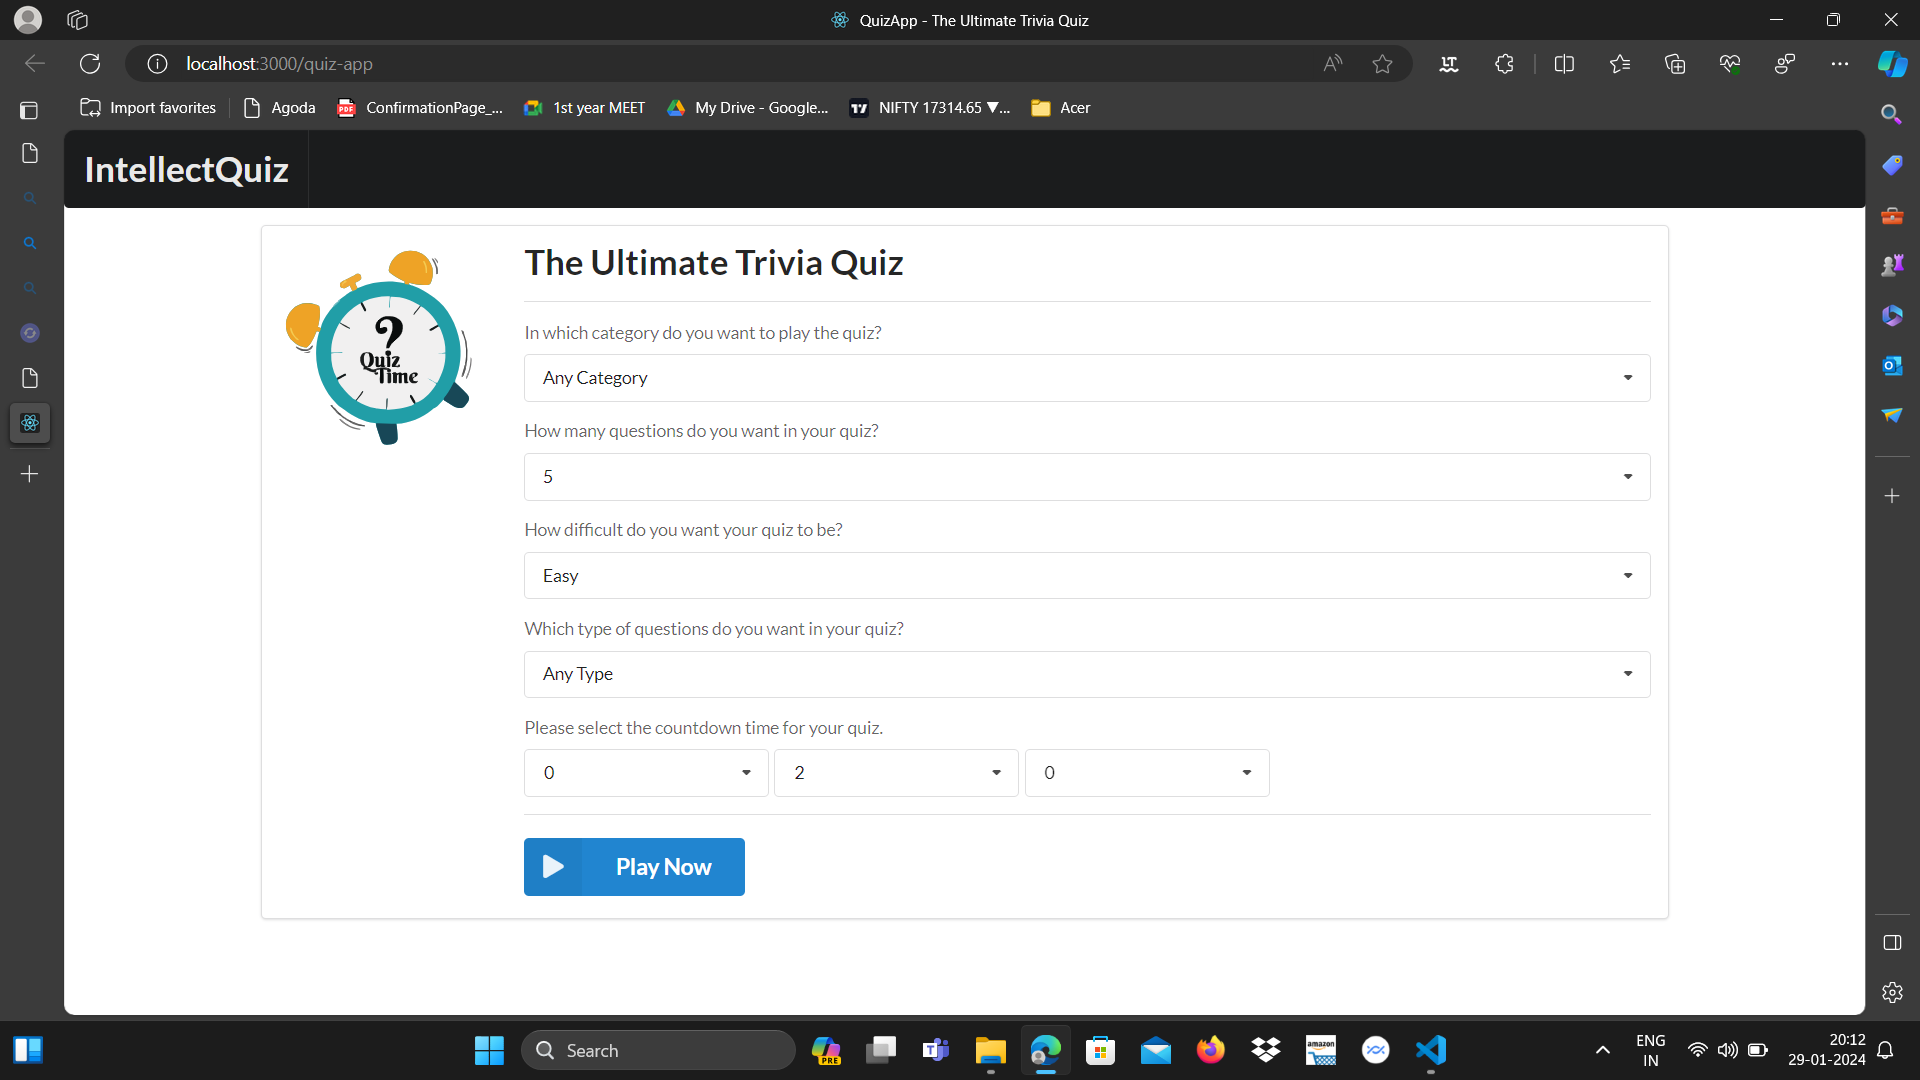 QuizApp - The Ultimate Trivia Quiz
localhost:3000/quiz-app
Import favorites
Agoda
ConfirmationPage_...
1st year MEET
My Drive - Google...
NIFTY 17314.65 ▼...
Acer
IntellectQuiz
Quiz
Time
The Ultimate Trivia Quiz
In which category do you want to play the quiz?
Any Category
How many questions do you want in your quiz?
5
How difficult do you want your quiz to be?
Easy
Which type of questions do you want in your quiz?
Any Type
Please select the countdown time for your quiz.
0 2 0
Play Now
Search
PRE
amazon
ENG
IN
20:12
29-01-2024